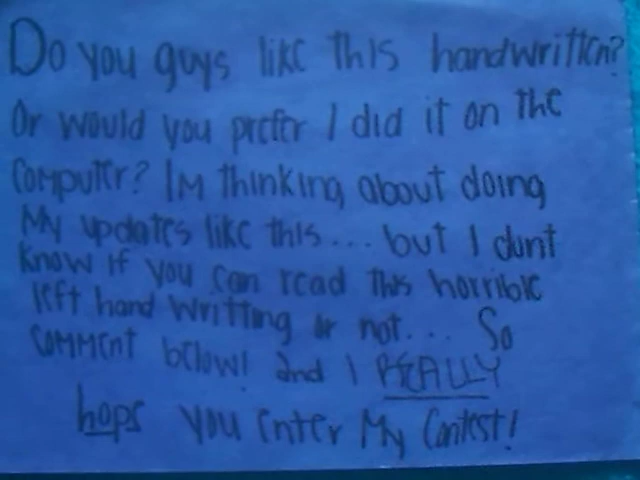 Do you guys like this handwritten?
Or would you prefer I did it on the
computer? Im thinking about doing
My updates like this.... but I dunt
know if you can read this horrible
left hand writting or not.... So
comment below! and I REALLY
hops you enter My Contest!